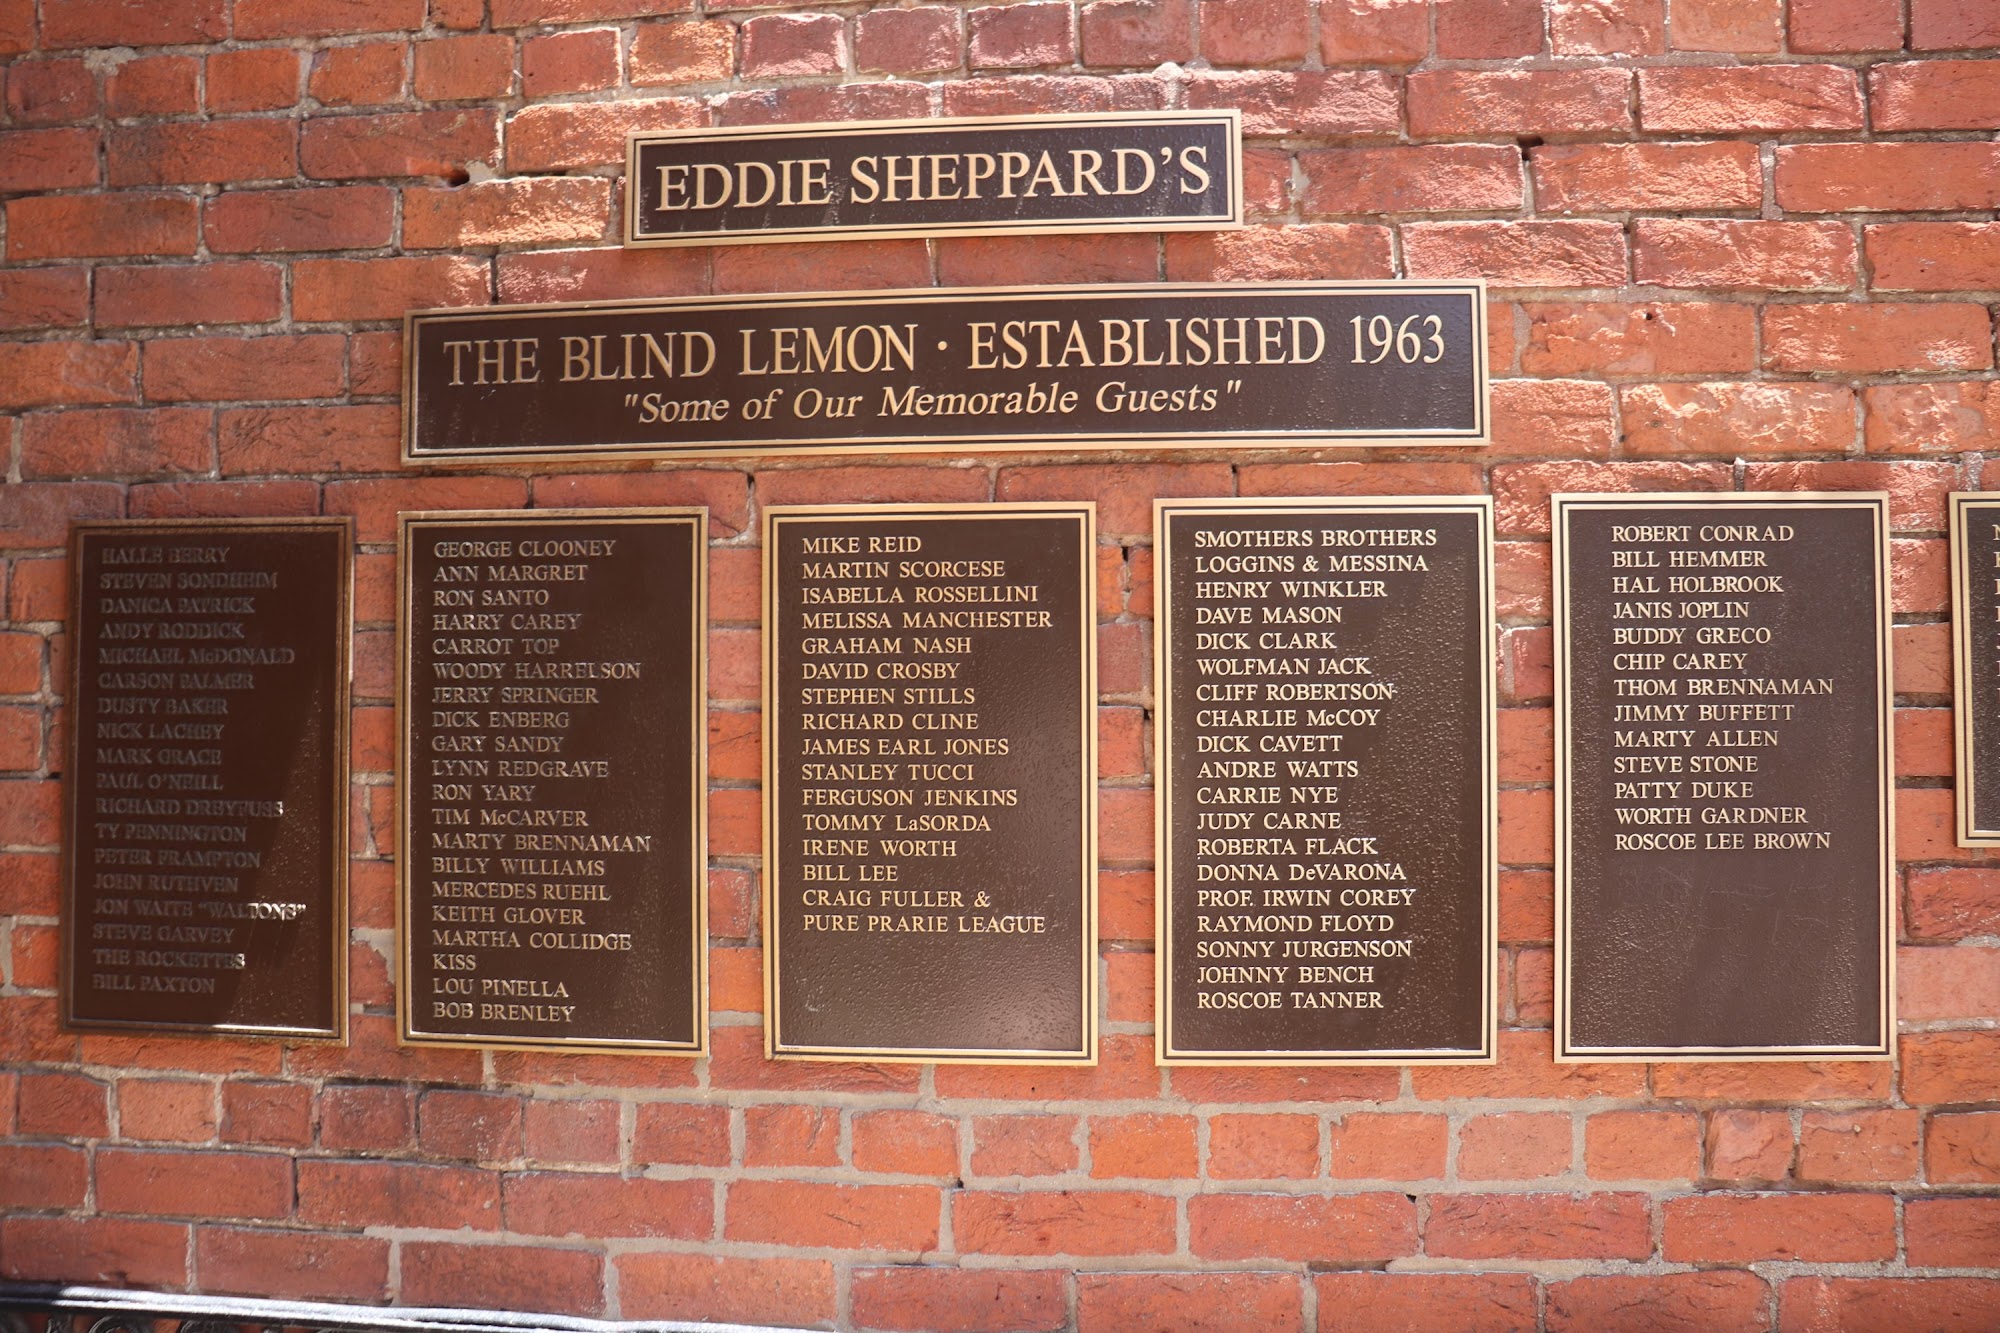 EDDIE SHEPPARD'S
THE BLIND LEMON · ESTABLISHED 1963
"Some of Our Memorable Guests"
HALLE BERRY
STEVEN SONDHEIM
DANICA PATRICK
ANDY RODDICK
MICHAEL McDONALD
CARSON PALMER
DUSTY BAKER
NICK LACHEY
MARK GRACE
PAUL O'NEILL
RICHARD DREYFUSS
TY PENNINGTON
PETER FRAMPTON
JOHN RUTHVEN
JON WAITE "WALTONS"
STEVE GARVEY
THE ROCKETTES
BILL PAXTON
GEORGE CLOONEY
ANN MARGRET
RON SANTO
HARRY CAREY
CARROT TOP
WOODY HARRELSON
JERRY SPRINGER
DICK ENBERG
GARY SANDY
LYNN REDGRAVE
RON YARY
TIM McCARVER
MARTY BRENNAMAN
BILLY WILLIAMS
MERCEDES RUEHL
KEITH GLOVER
MARTHA COLLIDGE
KISS
LOU PINELLA
BOB BRENLEY
MIKE REID
MARTIN SCORCESE
ISABELLA ROSSELLINI
MELISSA MANCHESTER
GRAHAM NASH
DAVID CROSBY
STEPHEN STILLS
RICHARD CLINE
JAMES EARL JONES
STANLEY TUCCI
FERGUSON JENKINS
TOMMY LaSORDA
IRENE WORTH
BILL LEE
CRAIG FULLER &
PURE PRARIE LEAGUE
SMOTHERS BROTHERS
LOGGINS & MESSINA
HENRY WINKLER
DAVE MASON
DICK CLARK
WOLFMAN JACK
CLIFF ROBERTSON
CHARLIE McCOY
DICK CAVETT
ANDRE WATTS
CARRIE NYE
JUDY CARNE
ROBERTA FLACK
DONNA DeVARONA
PROF. IRWIN COREY
RAYMOND FLOYD
SONNY JURGENSON
JOHNNY BENCH
ROSCOE TANNER
ROBERT CONRAD
BILL HEMMER
HAL HOLBROOK
JANIS JOPLIN
BUDDY GRECO
CHIP CAREY
THOM BRENNAMAN
JIMMY BUFFETT
MARTY ALLEN
STEVE STONE
PATTY DUKE
WORTH GARDNER
ROSCOE LEE BROWN